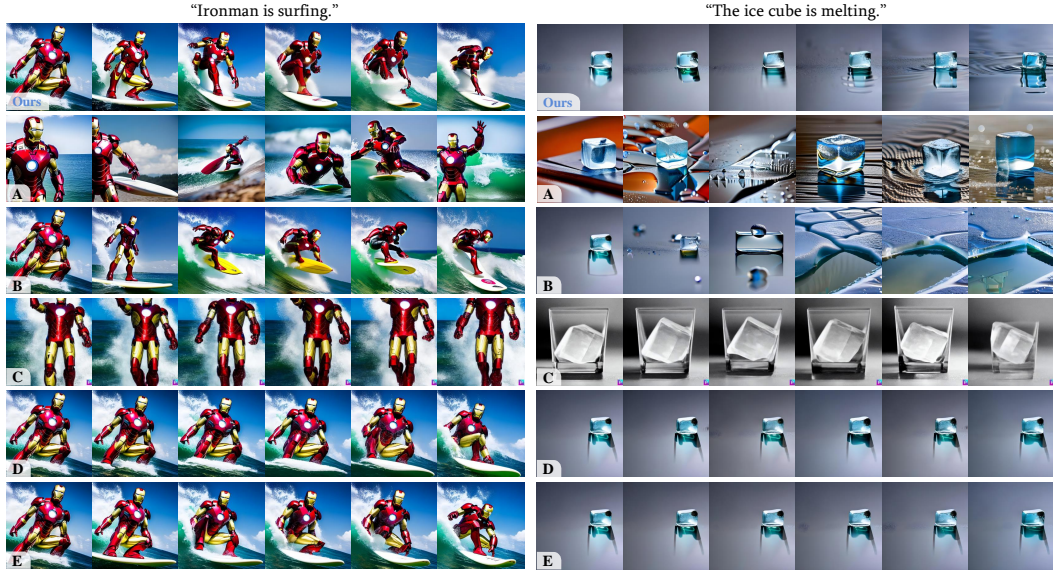 “Ironman is surfing.”
“The ice cube is melting.”
Ours
Ours
A
A
B
B
C
C
D
D
E
E